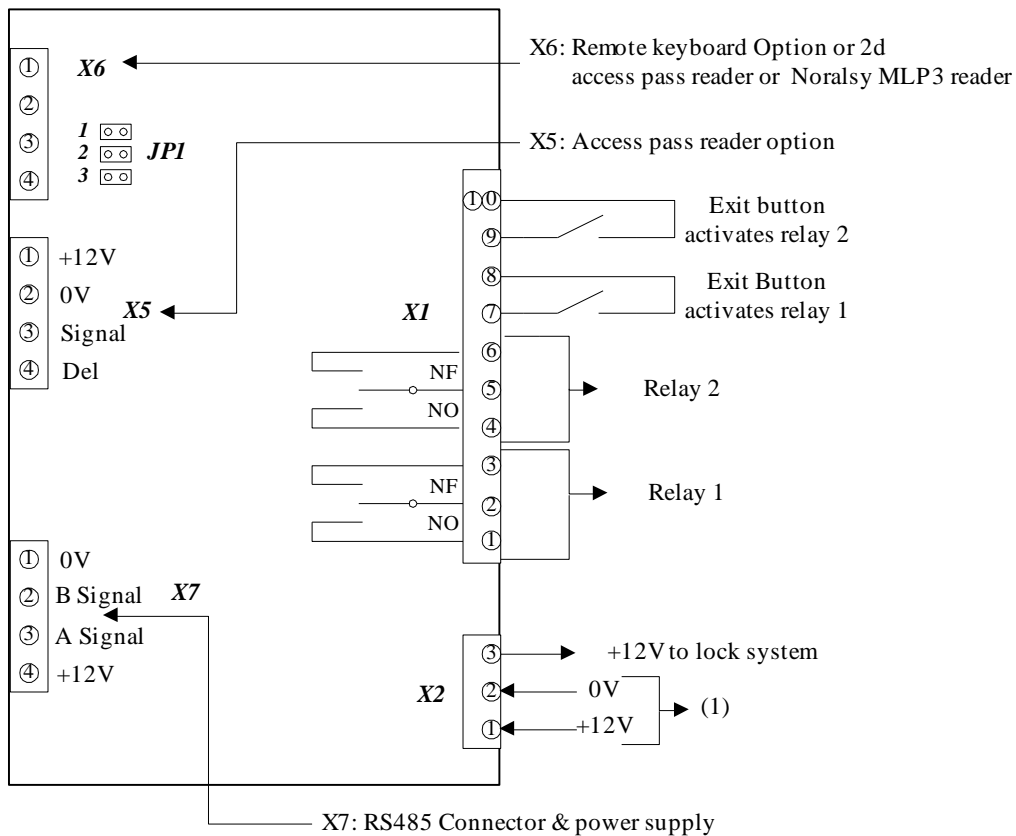 X6: Remote keyboard Option or 2d
access pass reader or Noralsy MLP3 reader
① X6
②
③
④
1
2 JP1
3
X5: Access pass reader option
① +12V
② 0V
③ Signal
④ Del
X5
X1
①⓪
⑨
⑧
⑦
⑥
⑤
④
③
②
①
Exit button
activates relay 2
Exit Button
activates relay 1
NF
NO
Relay 2
NF
NO
Relay 1
① 0V
② B Signal
③ A Signal
④ +12V
X7
X2
③ +12V to lock system
② 0V
① +12V
(1)
X7: RS485 Connector & power supply